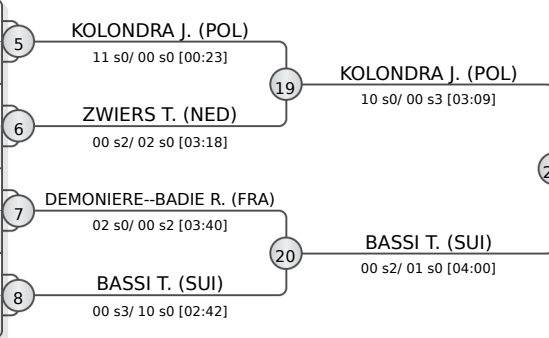 KOLONDRA J. (POL)
5
11 s0/ 00 s0 [00:23]
19
KOLONDRA J. (POL)
10 s0/ 00 s3 [03:09]
ZWIERS T. (NED)
6
00 s2/ 02 s0 [03:18]
DEMONIERE--BADIE R. (FRA)
7
02 s0/ 00 s2 [03:40]
20
BASSI T. (SUI)
00 s2/ 01 s0 [04:00]
BASSI T. (SUI)
8
00 s3/ 10 s0 [02:42]